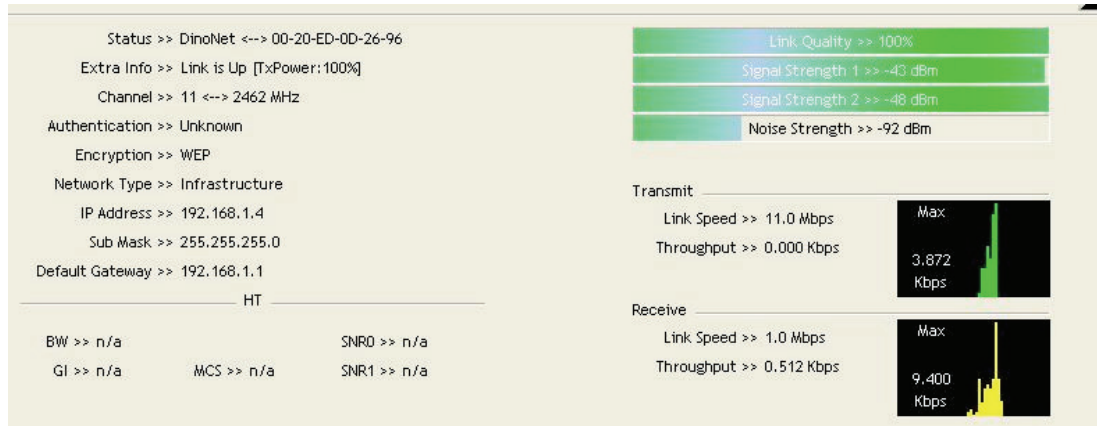 Status >> DinoNet <--> 00-20-ED-0D-26-96
Extra Info >> Link is Up [TxPower:100%]
Channel >> 11 <--> 2462 MHz
Authentication >> Unknown
Encryption >> WEP
Network Type >> Infrastructure
IP Address >> 192.168.1.4
Sub Mask >> 255.255.255.0
Default Gateway >> 192.168.1.1
HT
BW >> n/a SNR0 >> n/a
GI >> n/a MCS >> n/a SNR1 >> n/a
Link Quality >> 100%
Signal Strength 1 >> -43 dBm
Signal Strength 2 >> -48 dBm
Noise Strength >> -92 dBm
Transmit
Link Speed >> 11.0 Mbps
Throughput >> 0.000 Kbps
Max
3.872
Kbps
Receive
Link Speed >> 1.0 Mbps
Throughput >> 0.512 Kbps
Max
9.400
Kbps